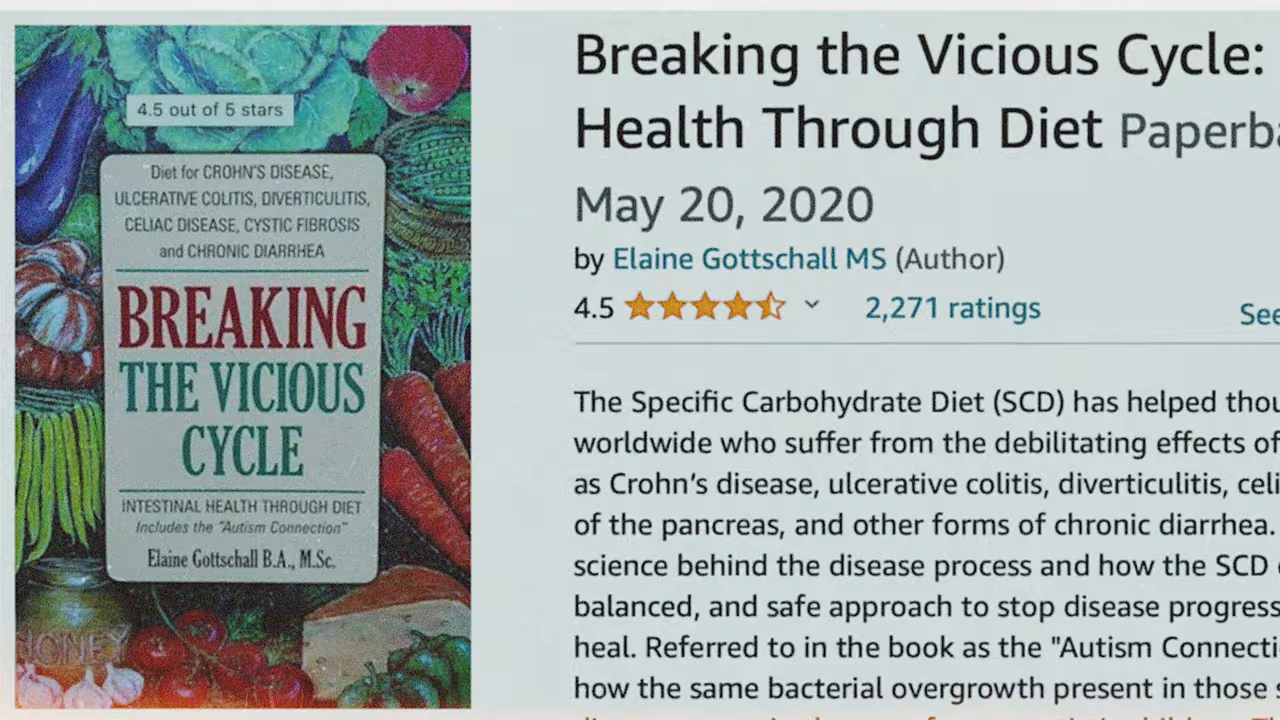 4.5 out of 5 stars
Diet for CROHN'S DISEASE,
ULCERATIVE COLITIS, DIVERTICULITIS,
CELIAC DISEASE, CYSTIC FIBROSIS
and CHRONIC DIARRHEA
BREAKING
THE VICIOUS
CYCLE
INTESTINAL HEALTH THROUGH DIET
Includes the "Autism Connection"
Elaine Gottschall B.A., M.Sc.
HONEY
Breaking the Vicious Cycle:
Health Through Diet
May 20, 2020
by Elaine Gottschall MS (Author)
4.5 2,271 ratings
The Specific Carbohydrate Diet (SCD) has helped
worldwide who suffer from the debilitating effects of
as Crohn's disease, ulcerative colitis, diverticulitis,
of the pancreas, and other forms of chronic diarrhea.
science behind the disease process and how the SCD
balanced, and safe approach to stop disease
heal. Referred to in the book as the "Autism
how the same bacterial overgrowth present in those